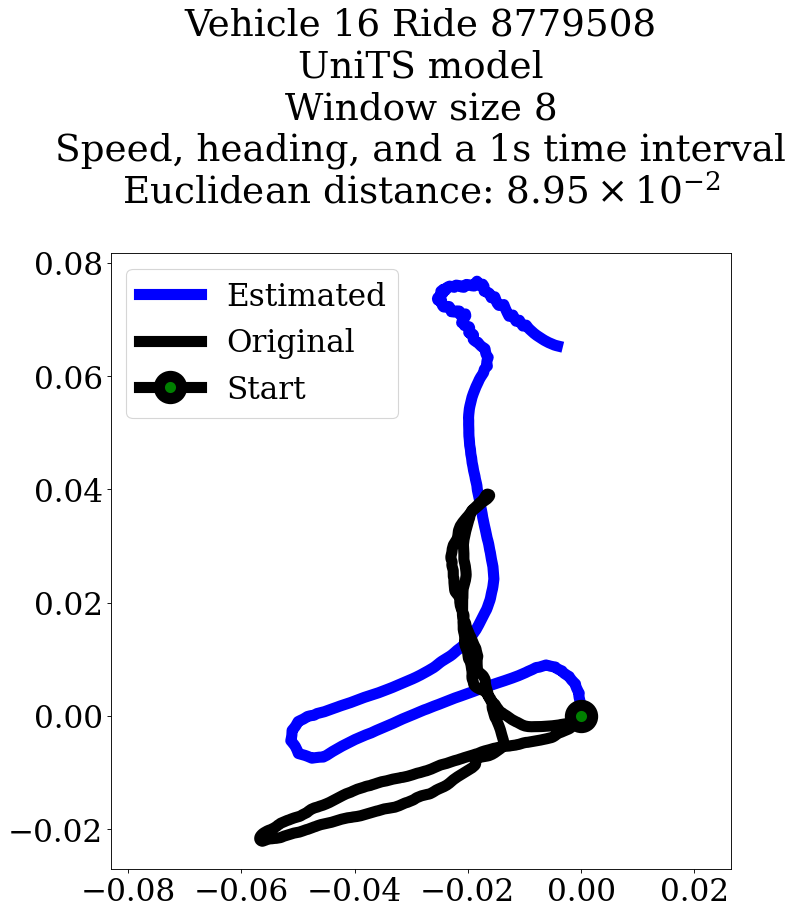 Vehicle 16 Ride 8779508
UniTS model
Window size 8
Speed, heading, and a 1s time interval
Euclidean distance: 8.95 × 10⁻²
0.08
0.06
0.04
0.02
0.00
−0.02
Estimated
Original
Start
−0.08 −0.06 −0.04 −0.02 0.00 0.02